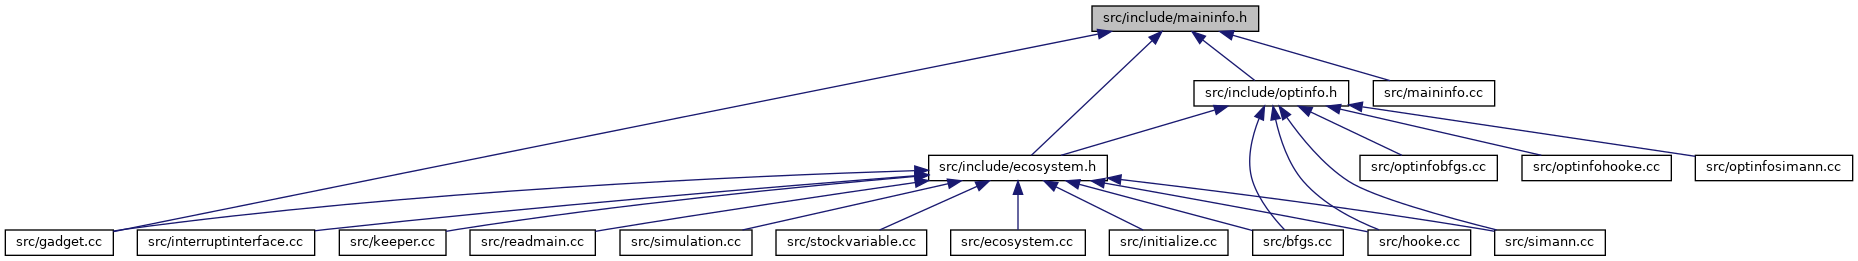 src/include/maininfo.h
src/include/optinfo.h
src/maininfo.cc
src/include/ecosystem.h
src/optinfobfgs.cc
src/optinfohooke.cc
src/optinfosimann.cc
src/gadget.cc
src/interruptinterface.cc
src/keeper.cc
src/readmain.cc
src/simulation.cc
src/stockvariable.cc
src/ecosystem.cc
src/initialize.cc
src/bfgs.cc
src/hooke.cc
src/simann.cc